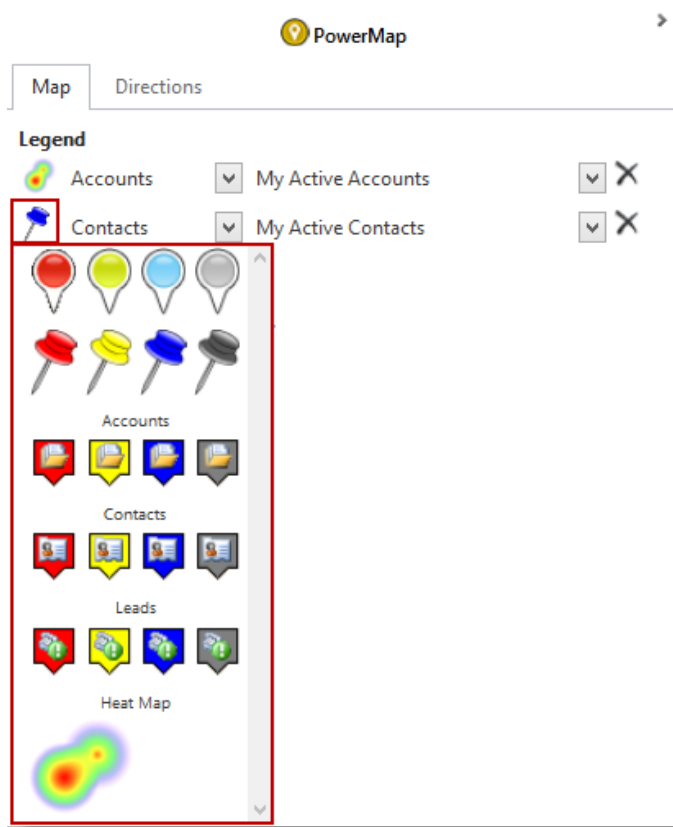 PowerMap
Map Directions
Legend
Accounts My Active Accounts
Contacts My Active Contacts
Accounts
Contacts
Leads
Heat Map